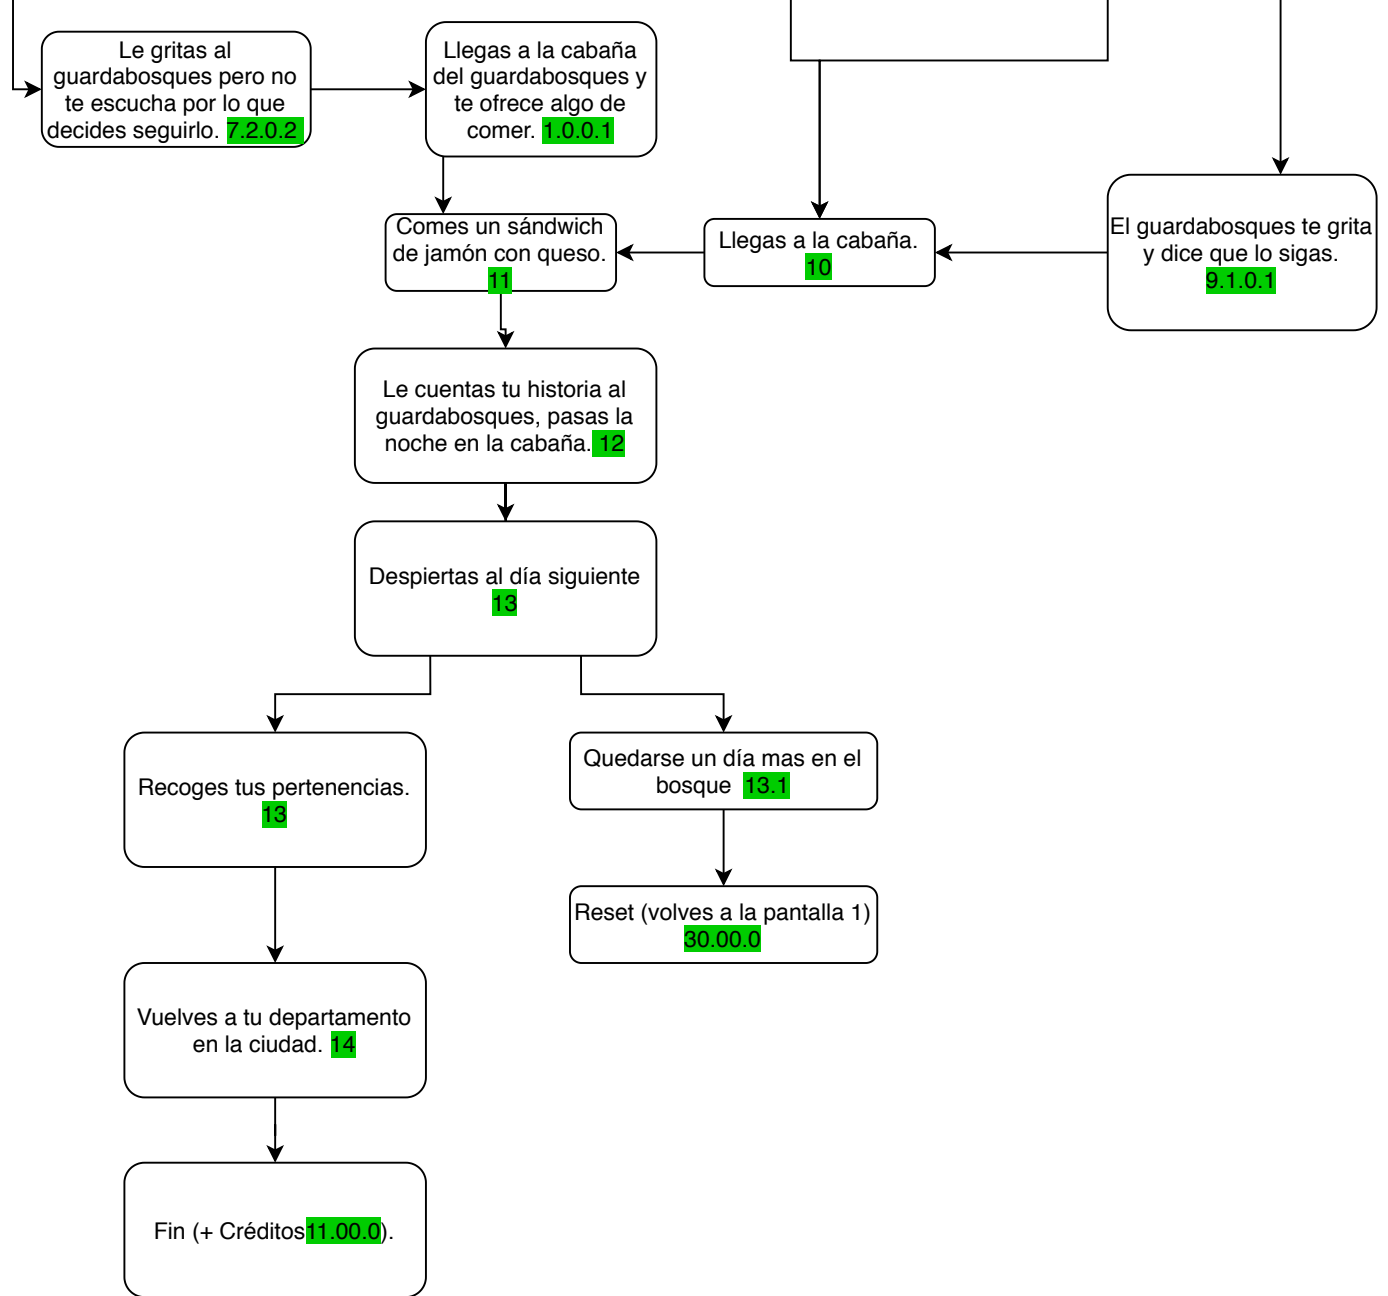 Le gritas al
guardabosques pero no
te escucha por lo que
decides seguirlo. 7.2.0.2
Llegas a la cabaña
del guardabosques y
te ofrece algo de
comer. 1.0.0.1
Comes un sándwich
de jamón con queso.
11
Llegas a la cabaña.
10
El guardabosques te grita
y dice que lo sigas.
9.1.0.1
Le cuentas tu historia al
guardabosques, pasas la
noche en la cabaña. 12
Despiertas al día siguiente
13
Recoges tus pertenencias.
13
Quedarse un día mas en el
bosque 13.1
Reset (volves a la pantalla 1)
30.00.0
Vuelves a tu departamento
en la ciudad. 14
Fin (+ Créditos11.00.0).